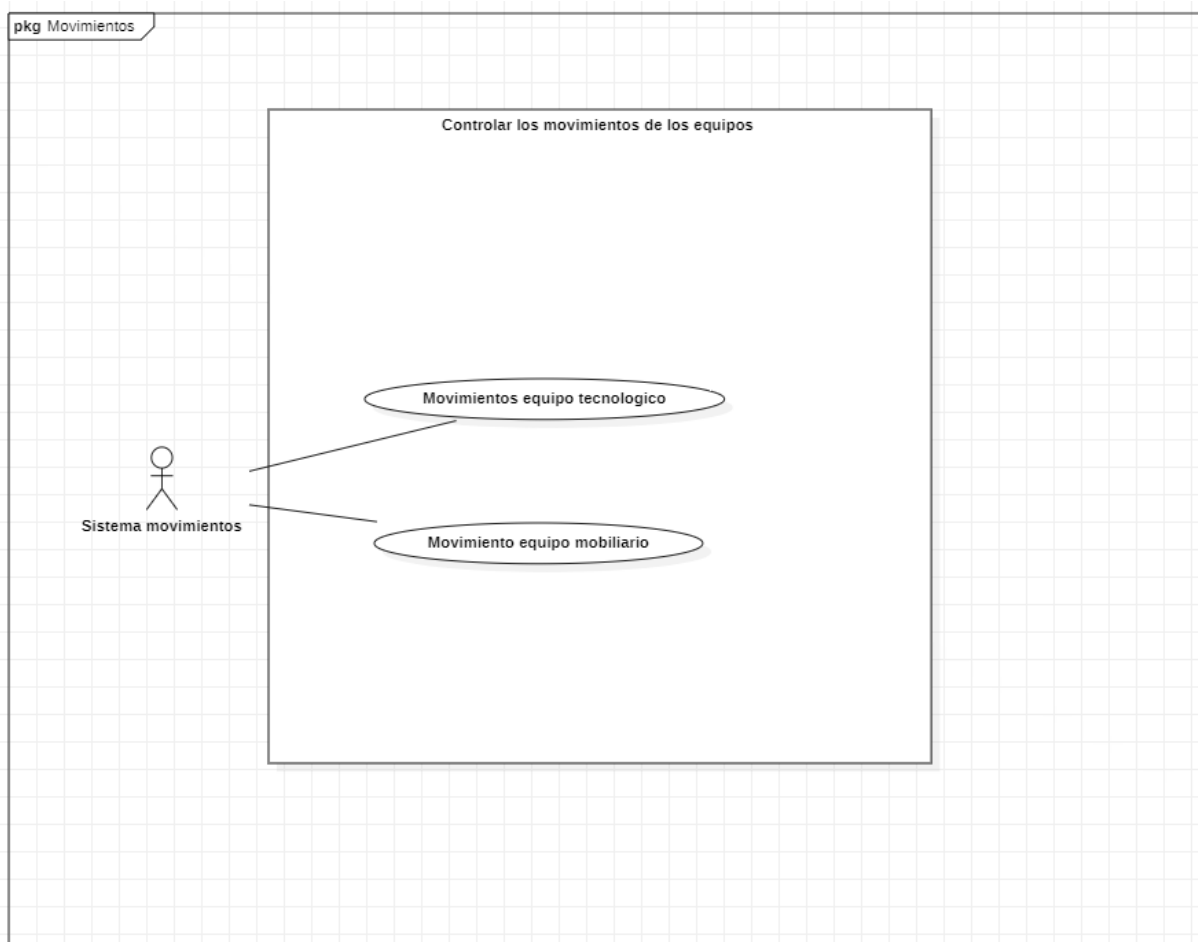 pkg Movimientos
Controlar los movimientos de los equipos
Movimientos equipo tecnologico
Sistema movimientos
Movimiento equipo mobiliario